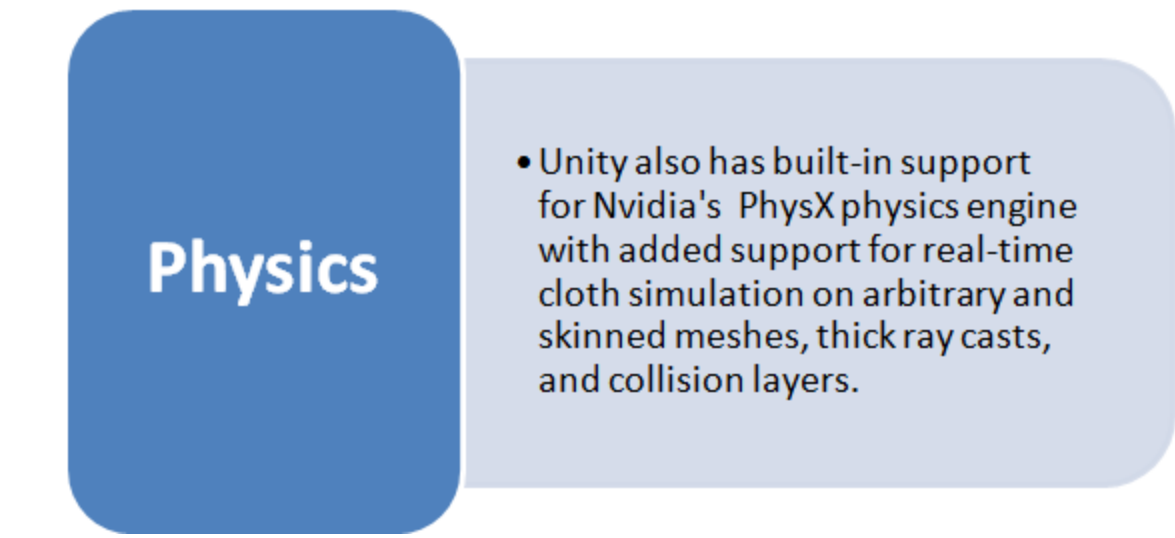 Physics
• Unity also has built-in support
for Nvidia's  PhysX physics engine
with added support for real-time
cloth simulation on arbitrary and
skinned meshes, thick ray casts,
and collision layers.